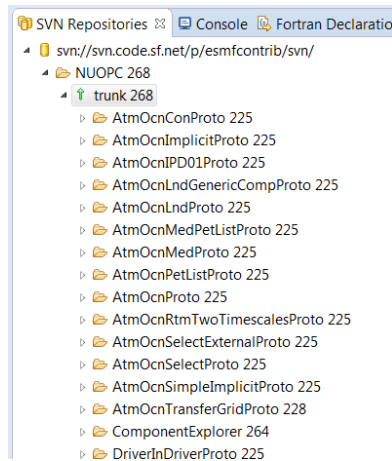 SVN Repositories Console Fortran Declaratio
svn://svn.code.sf.net/p/esmfcontrib/svn/
NUOPC 268
trunk 268
AtmOcnConProto 225
AtmOcnImplicitProto 225
AtmOcnIPD01Proto 225
AtmOcnLndGenericCompProto 225
AtmOcnLndProto 225
AtmOcnMedPetListProto 225
AtmOcnMedProto 225
AtmOcnPetListProto 225
AtmOcnProto 225
AtmOcnRtmTwoTimescalesProto 225
AtmOcnSelectExternalProto 225
AtmOcnSelectProto 225
AtmOcnSimpleImplicitProto 225
AtmOcnTransferGridProto 228
ComponentExplorer 264
DriverInDriverProto 225